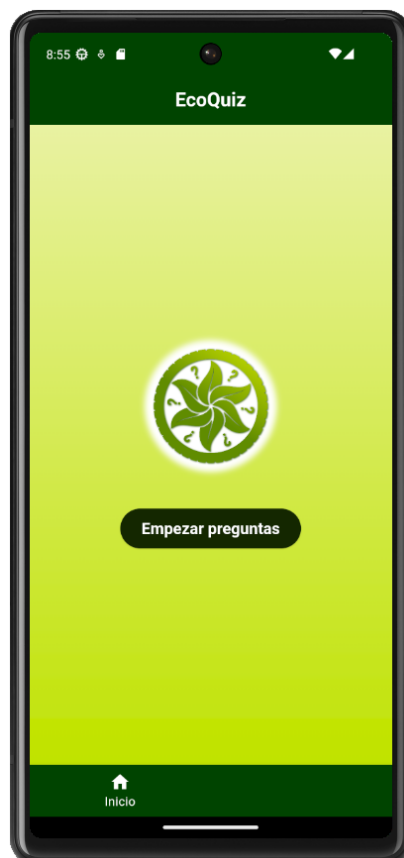 8:55
EcoQuiz
? ? ? ? ? ?
Empezar preguntas
Inicio